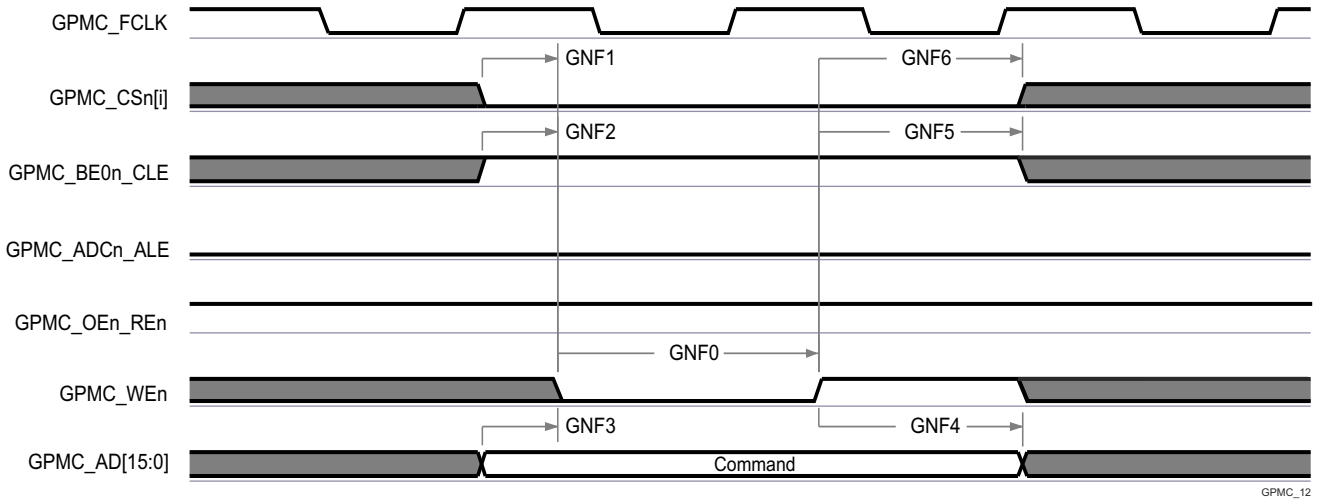 GPMC_FCLK
GNF1
GNF6
GPMC_CSn[i]
GNF2
GNF5
GPMC_BE0n_CLE
GPMC_ADCn_ALE
GPMC_OEn_REn
GNF0
GPMC_WEn
GNF3
GNF4
GPMC_AD[15:0]
Command
GPMC_12